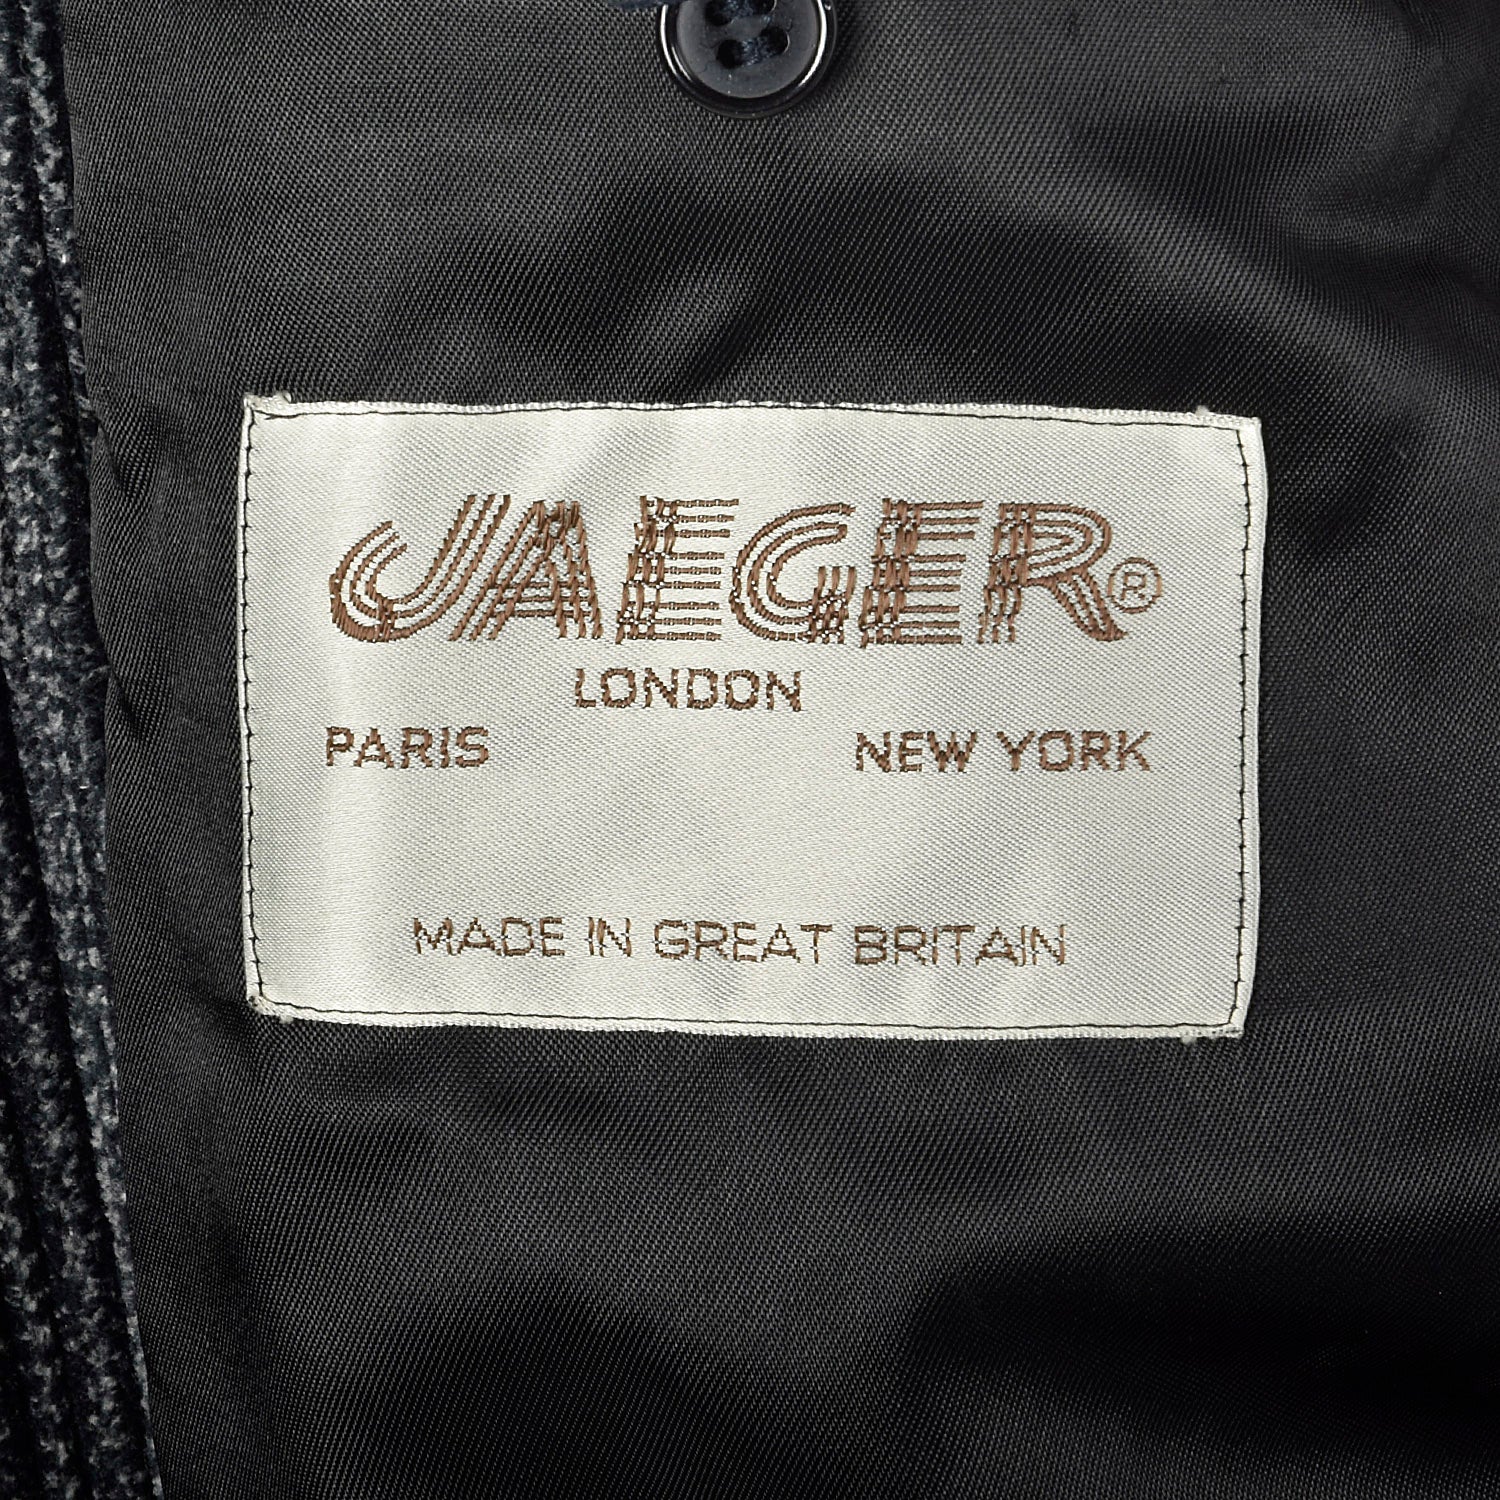 JAEGER®
LONDON
PARIS NEW YORK
MADE IN GREAT BRITAIN